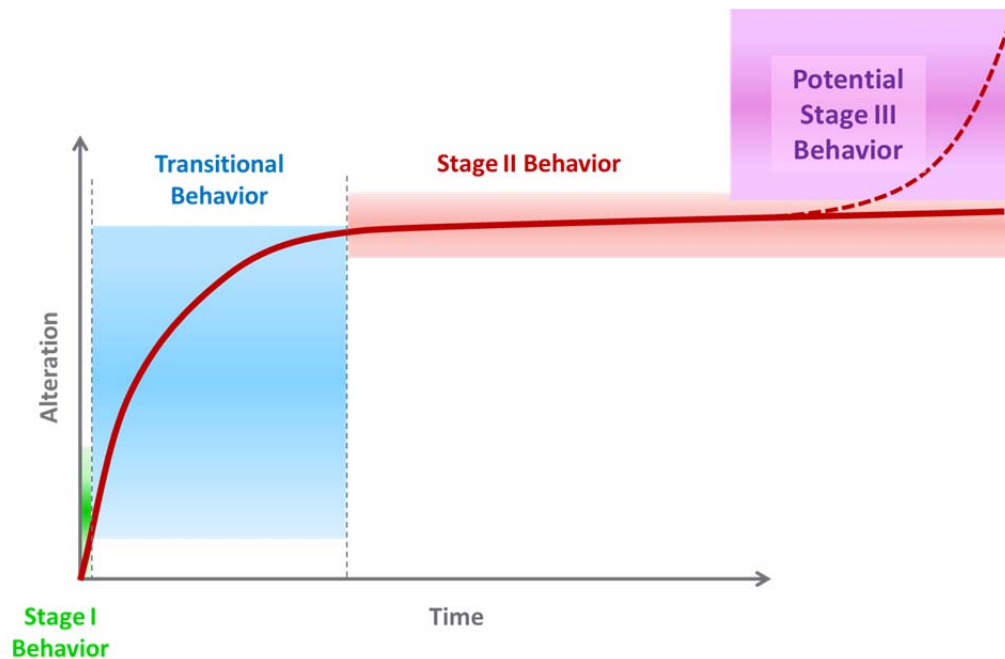 Potential
Stage III
Behavior
Transitional
Behavior
Stage II Behavior
Alteration
Time
Stage I
Behavior